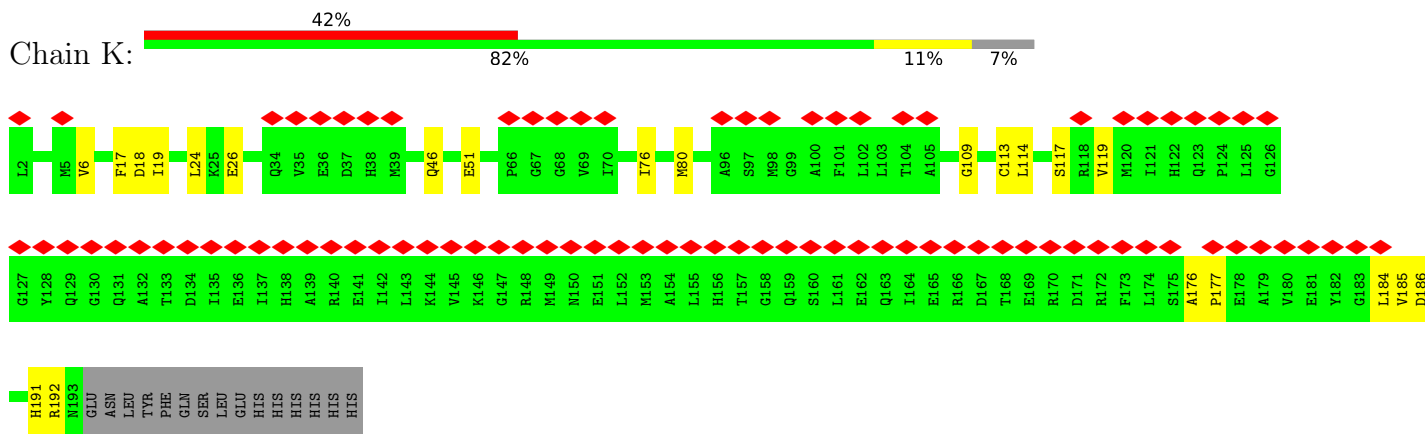 42%
Chain K:
82% 11% 7%
L2 M5 V6 F17 D18 I19 L24 K25 E26 Q34 V35 E36 D37 H38 M39 Q46 E51 P66 G67 G68 V69 I70 I76 M80 A96 S97 M98 G99 A100 F101 L102 L103 T104 A105 G109 C113 L114 S117 R118 V119 M120 I121 H122 Q123 P124 L125 G126
G127 Y128 Q129 G130 Q131 A132 T133 D134 I135 E136 I137 H138 A139 R140 E141 I142 L143 K144 V145 K146 G147 R148 M149 N150 E151 L152 M153 A154 L155 H156 T157 G158 Q159 S160 L161 E162 Q163 I164 E165 R166 D167 T168 E169 R170 D171 R172 F173 L174 S175 A176 P177 E178 A179 V180 E181 Y182 G183 L184 V185 D186
H191 R192 N193 GLU ASN LEU TYR PHE GLN SER LEU GLU HIS HIS HIS HIS HIS HIS